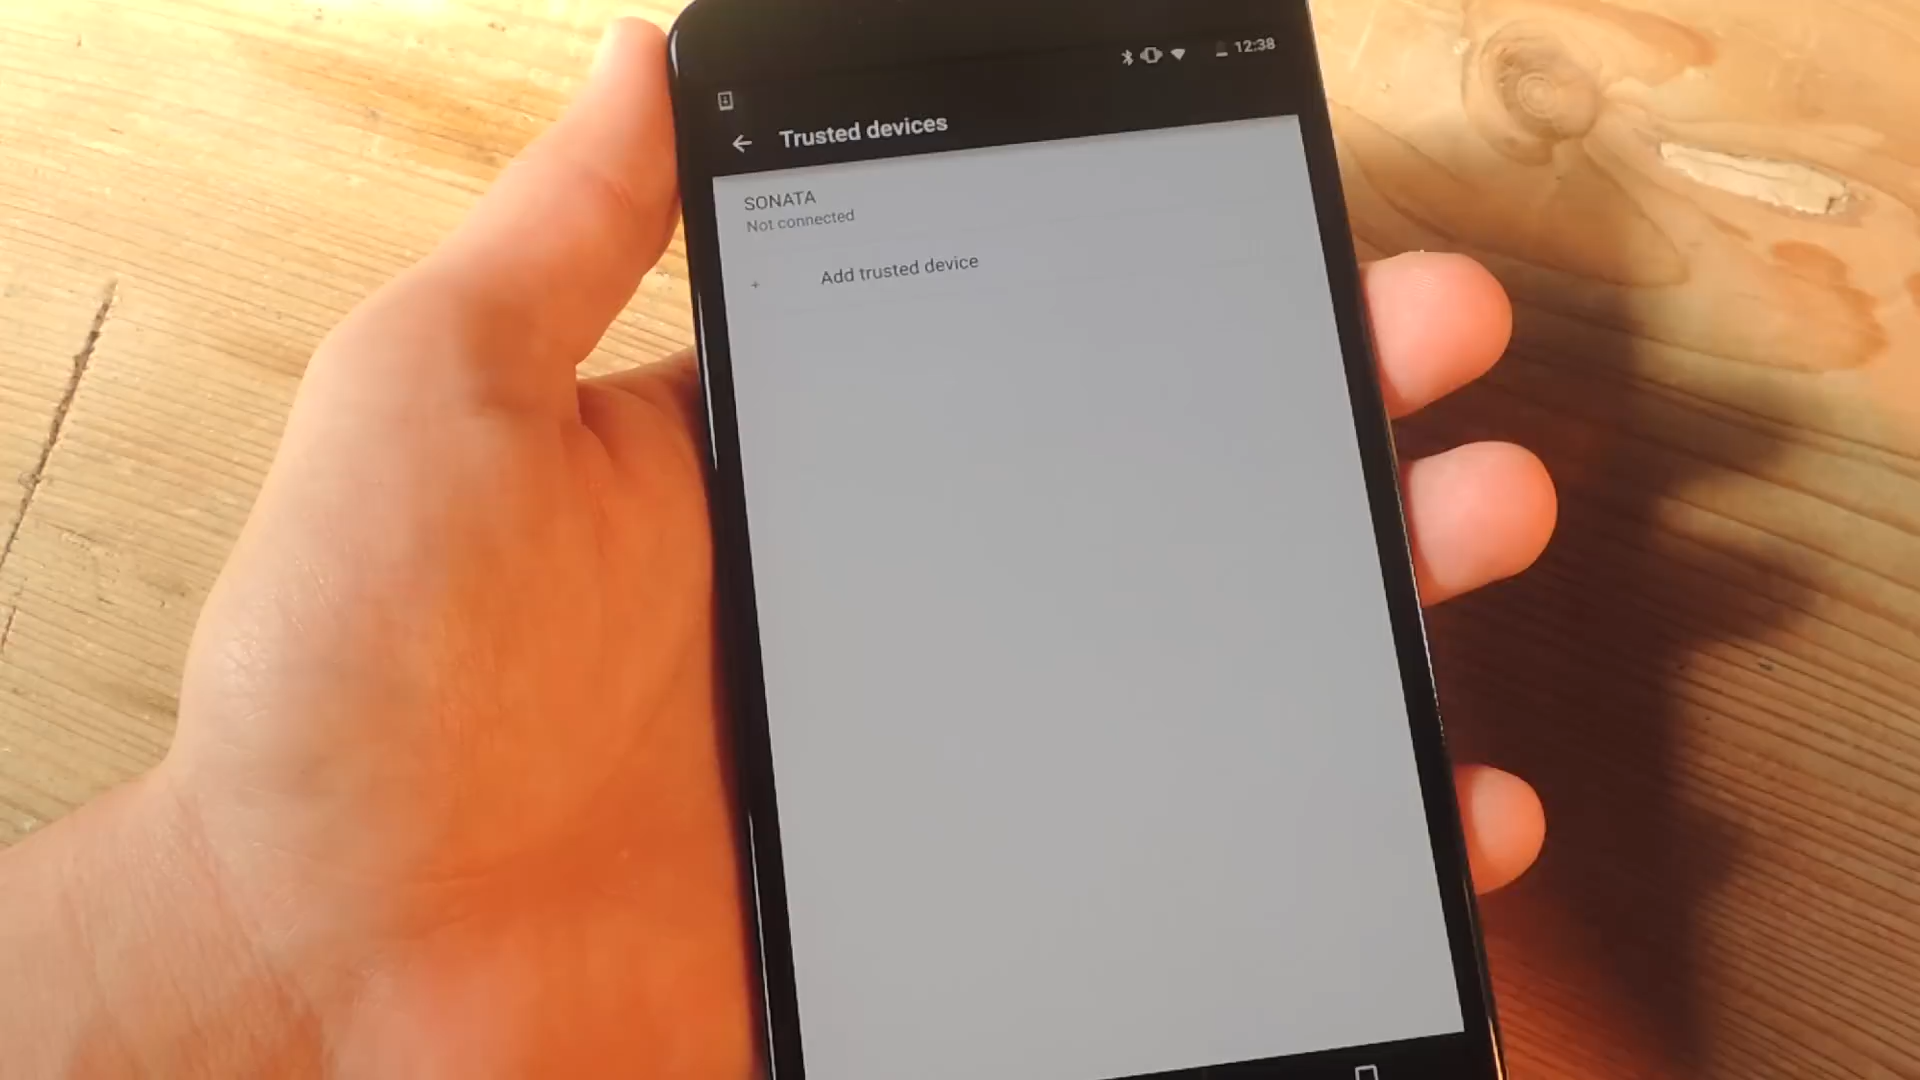 12:38
Trusted devices
SONATA
Not connected
+ Add trusted device